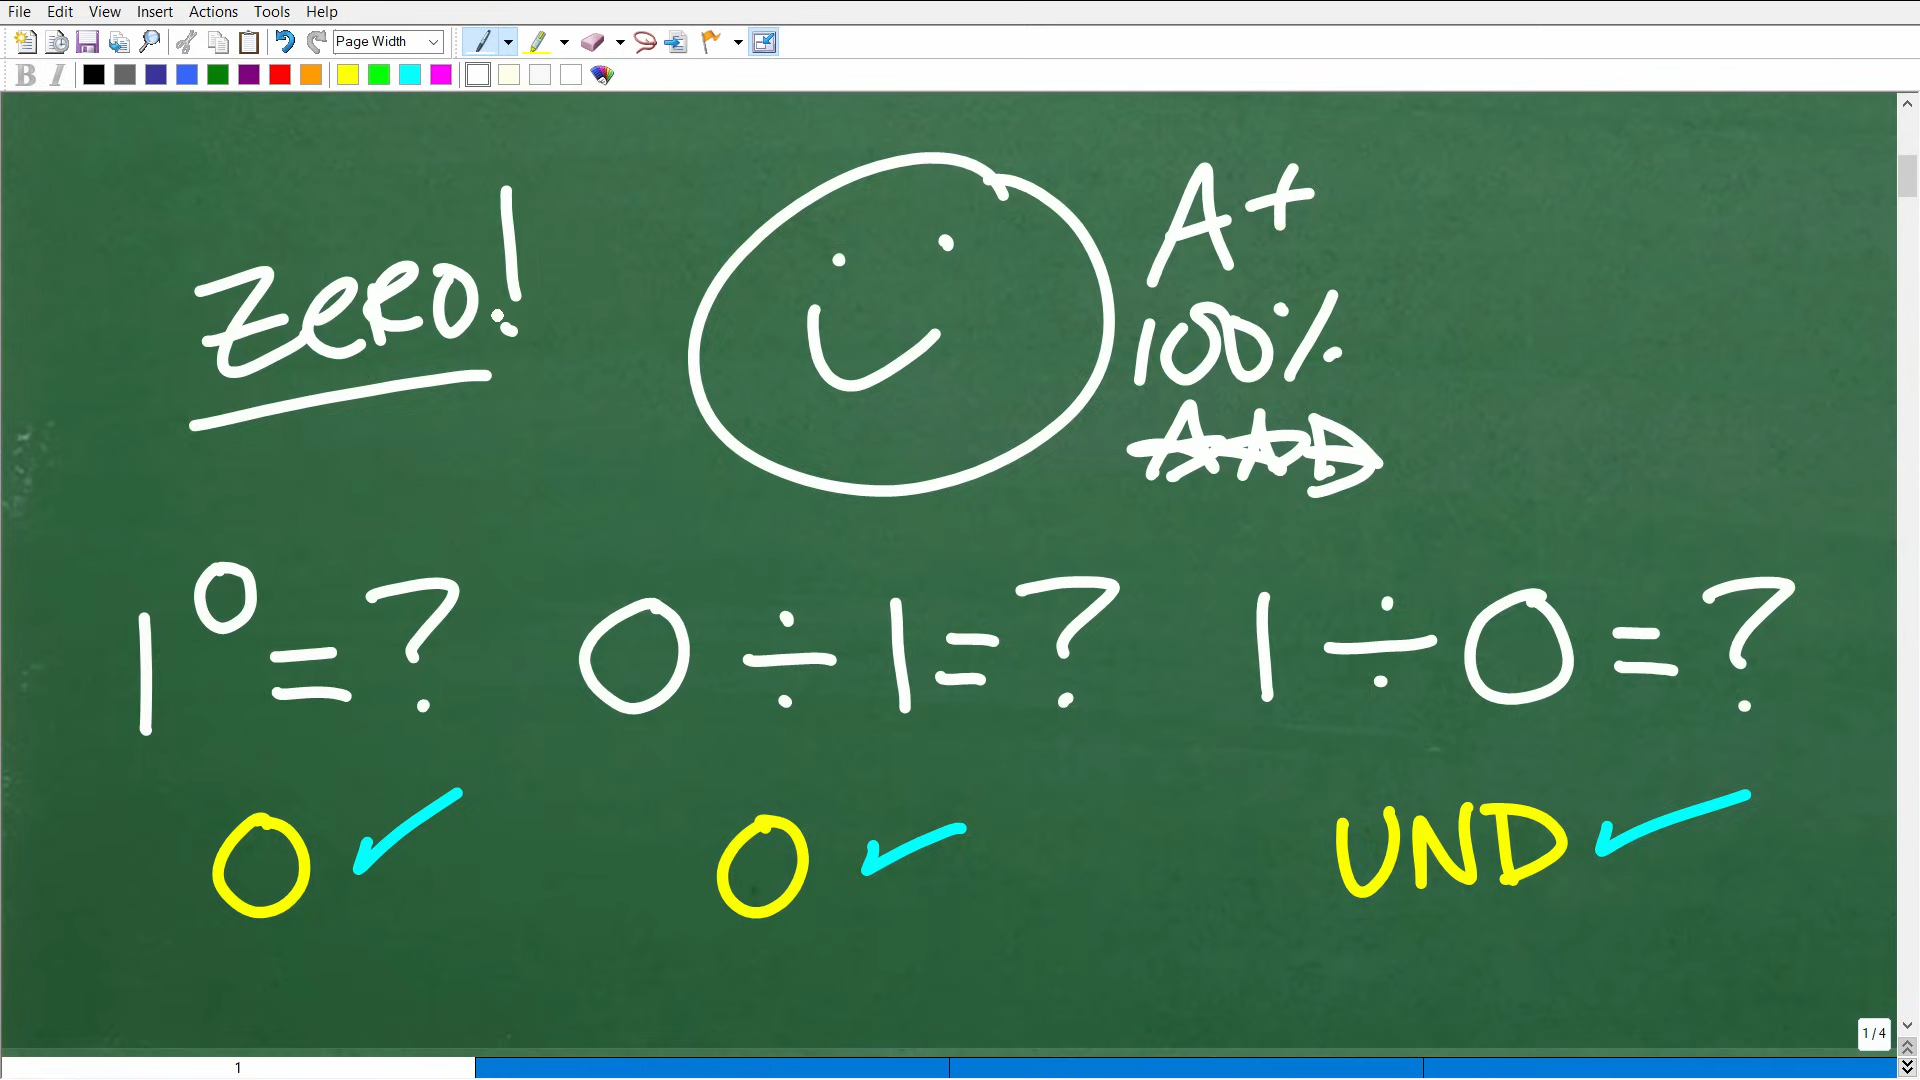 File Edit View Insert Actions Tools Help
Page Width
B I
Zero!
A+
100%
1⁰=? 0÷1=? 1÷0=?
0 ✓ 0 ✓ UND ✓
1/4
1